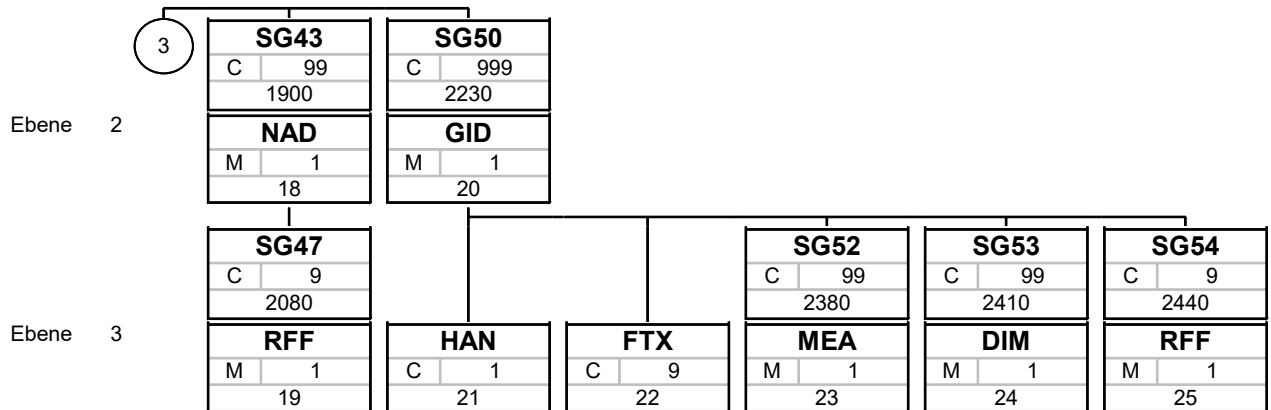 3
SG43 SG50
C 99 C 999
1900 2230
Ebene 2
NAD GID
M 1 M 1
18 20
SG47 SG52 SG53 SG54
C 9 C 99 C 99 C 9
2080 2380 2410 2440
Ebene 3
RFF HAN FTX MEA DIM RFF
M 1 C 1 C 9 M 1 M 1 M 1
19 21 22 23 24 25